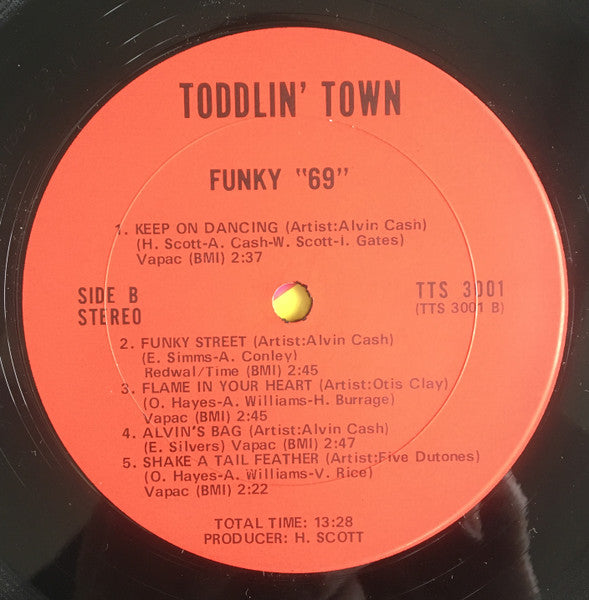 TODDLIN' TOWN
FUNKY "69"
1. KEEP ON DANCING (Artist:Alvin Cash)
(H. Scott-A. Cash-W. Scott-I. Gates)
Vapac (BMI) 2:37
SIDE B
STEREO
TTS 3001
(TTS 3001 B)
2. FUNKY STREET (Artist:Alvin Cash)
(E. Simms-A. Conley)
Redwal/Time (BMI) 2:45
3. FLAME IN YOUR HEART (Artist:Otis Clay)
(O. Hayes-A. Williams-H. Burrage)
Vapac (BMI) 2:45
4. ALVIN'S BAG (Artist:Alvin Cash)
(E. Silvers) Vapac (BMI) 2:47
5. SHAKE A TAIL FEATHER (Artist:Five Dutones)
(O. Hayes-A. Williams-V. Rice)
Vapac (BMI) 2:22
TOTAL TIME: 13:28
PRODUCER: H. SCOTT